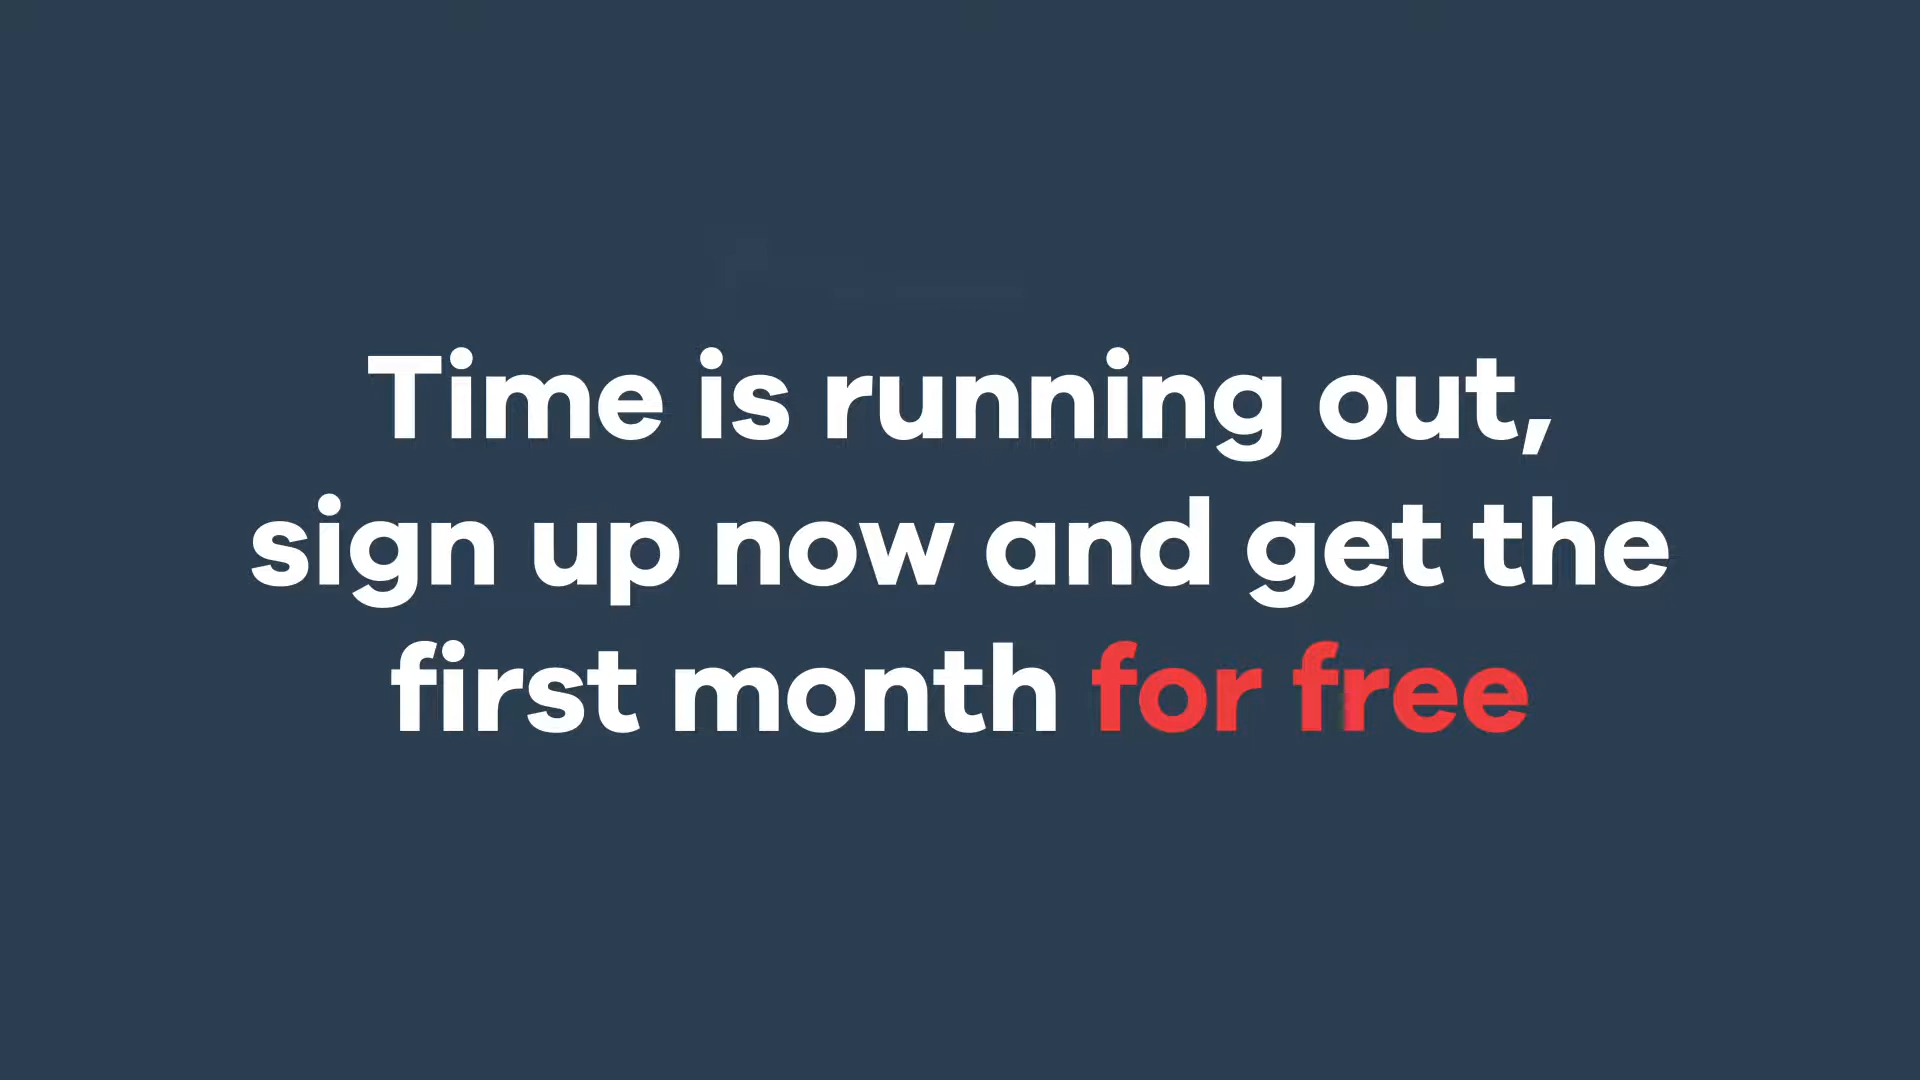 Time is running out,
sign up now and get the
first month for free